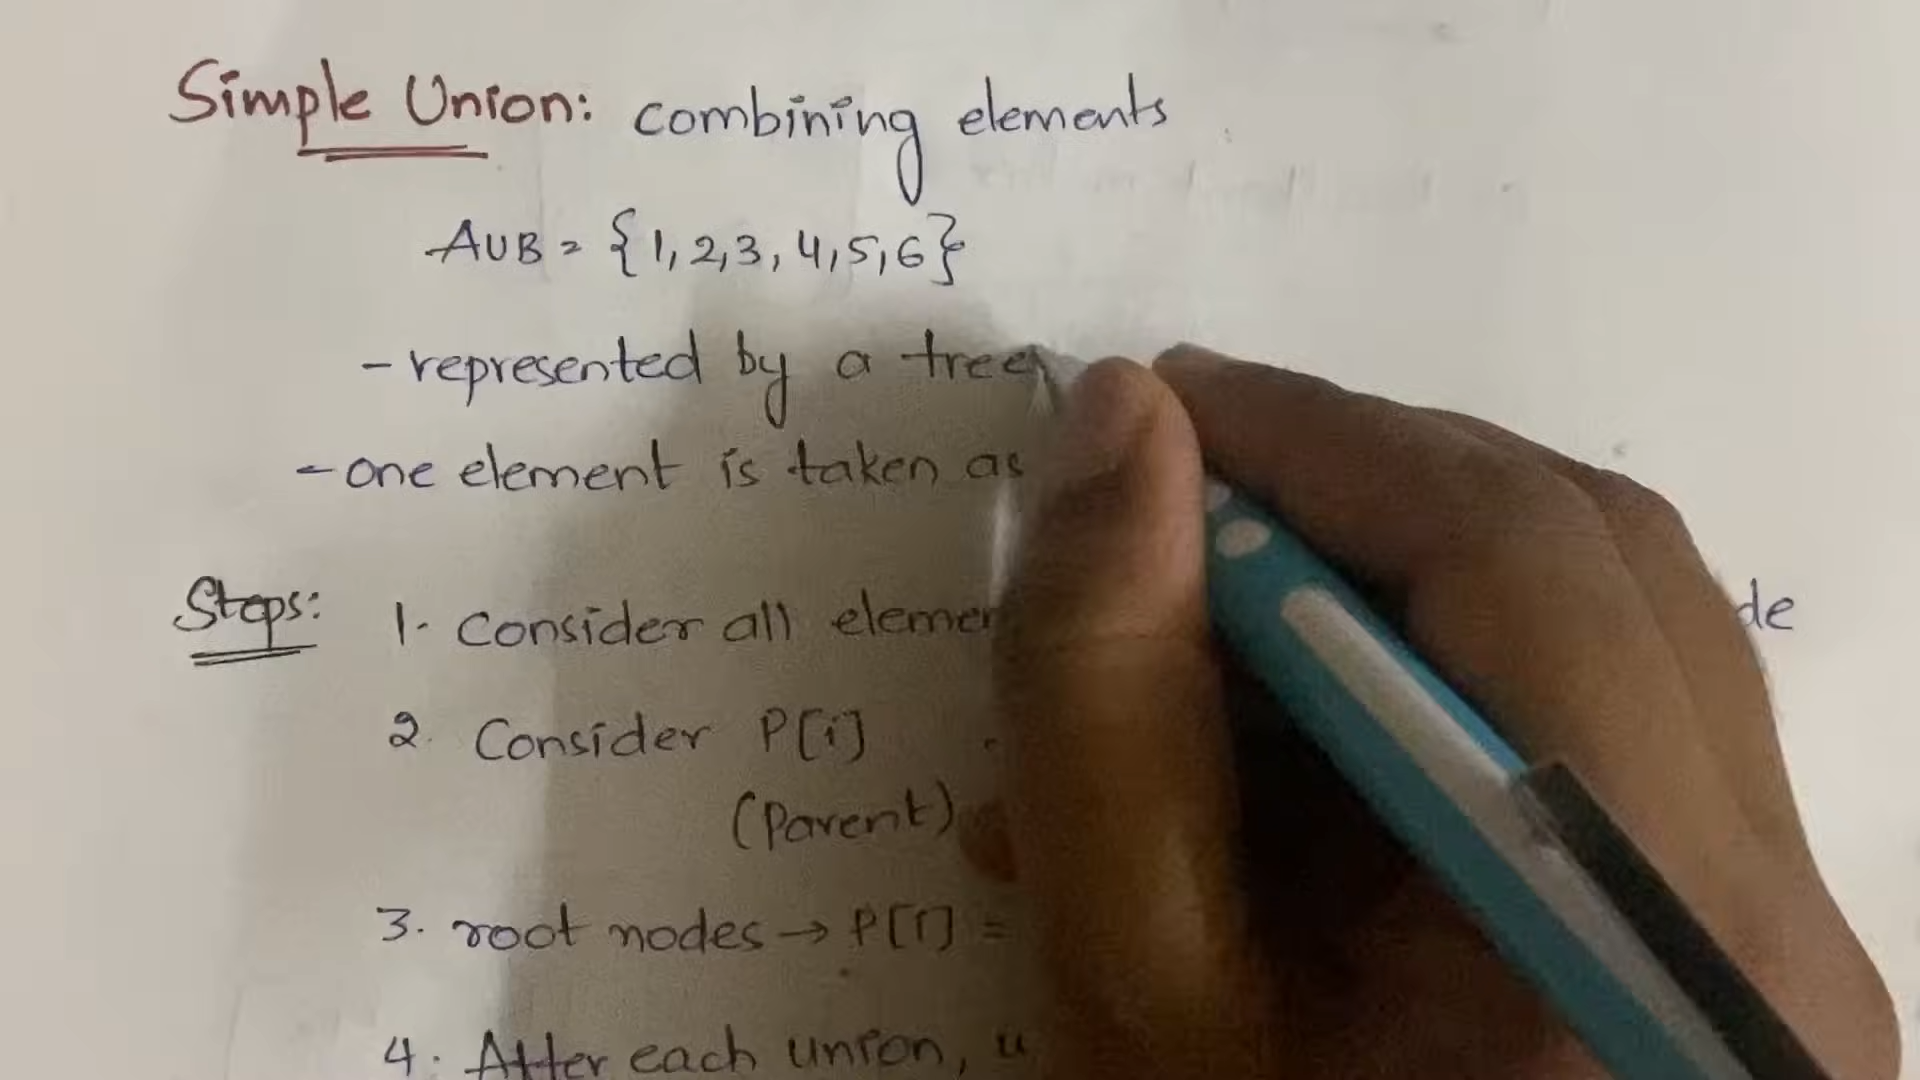 Simple Union: combining elements
AUB = {1,2,3,4,5,6}
- represented by a tree
- one element is taken as
Steps: 1. Consider all de
2. Consider P[i]
(Parent)
3. root nodes → P[i] =
4. After each union,